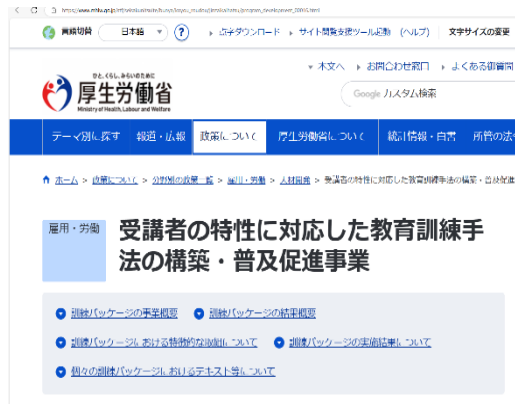 言語切替 日本語 ? 点字ダウンロード サイト閲覧支援ツール起動 (ヘルプ) 文字サイズの変更
本文へ お問合わせ窓口 よくある御質問
ひと、くらし、みらいのために
厚生労働省
Ministry of Health, Labour and Welfare
Google カスタム検索
テーマ別に探す 報道・広報 政策について 厚生労働省について 統計情報・白書 所管の法令
ホーム > 政策について > 分野別の政策一覧 > 雇用・労働 > 人材開発 > 受講者の特性に対応した教育訓練手法の構築・普及促進
雇用・労働
受講者の特性に対応した教育訓練手
法の構築・普及促進事業
訓練パッケージの事業概要 訓練パッケージの結果概要
訓練パッケージにおける特徴的な取組について 訓練パッケージの実施結果について
個々の訓練パッケージにおけるテキスト等について